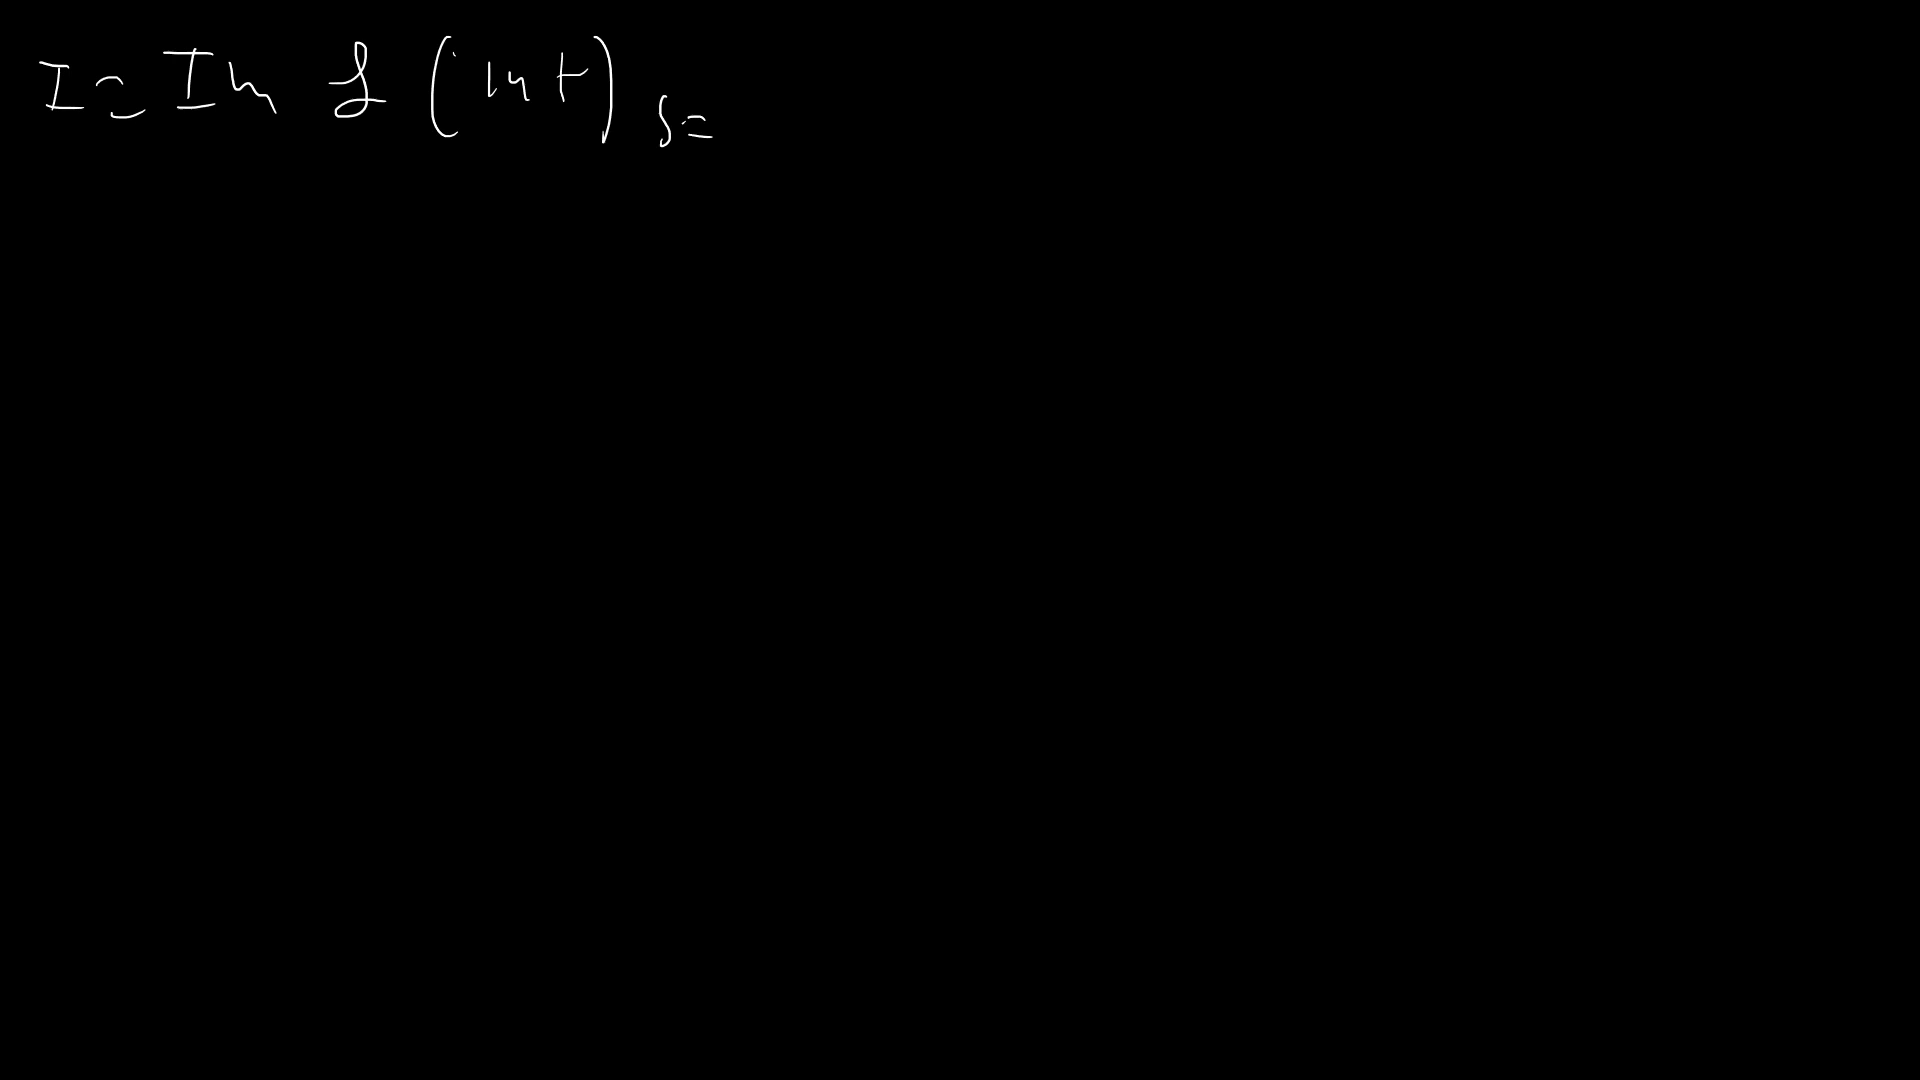 I = Im ℒ (ln t) s=